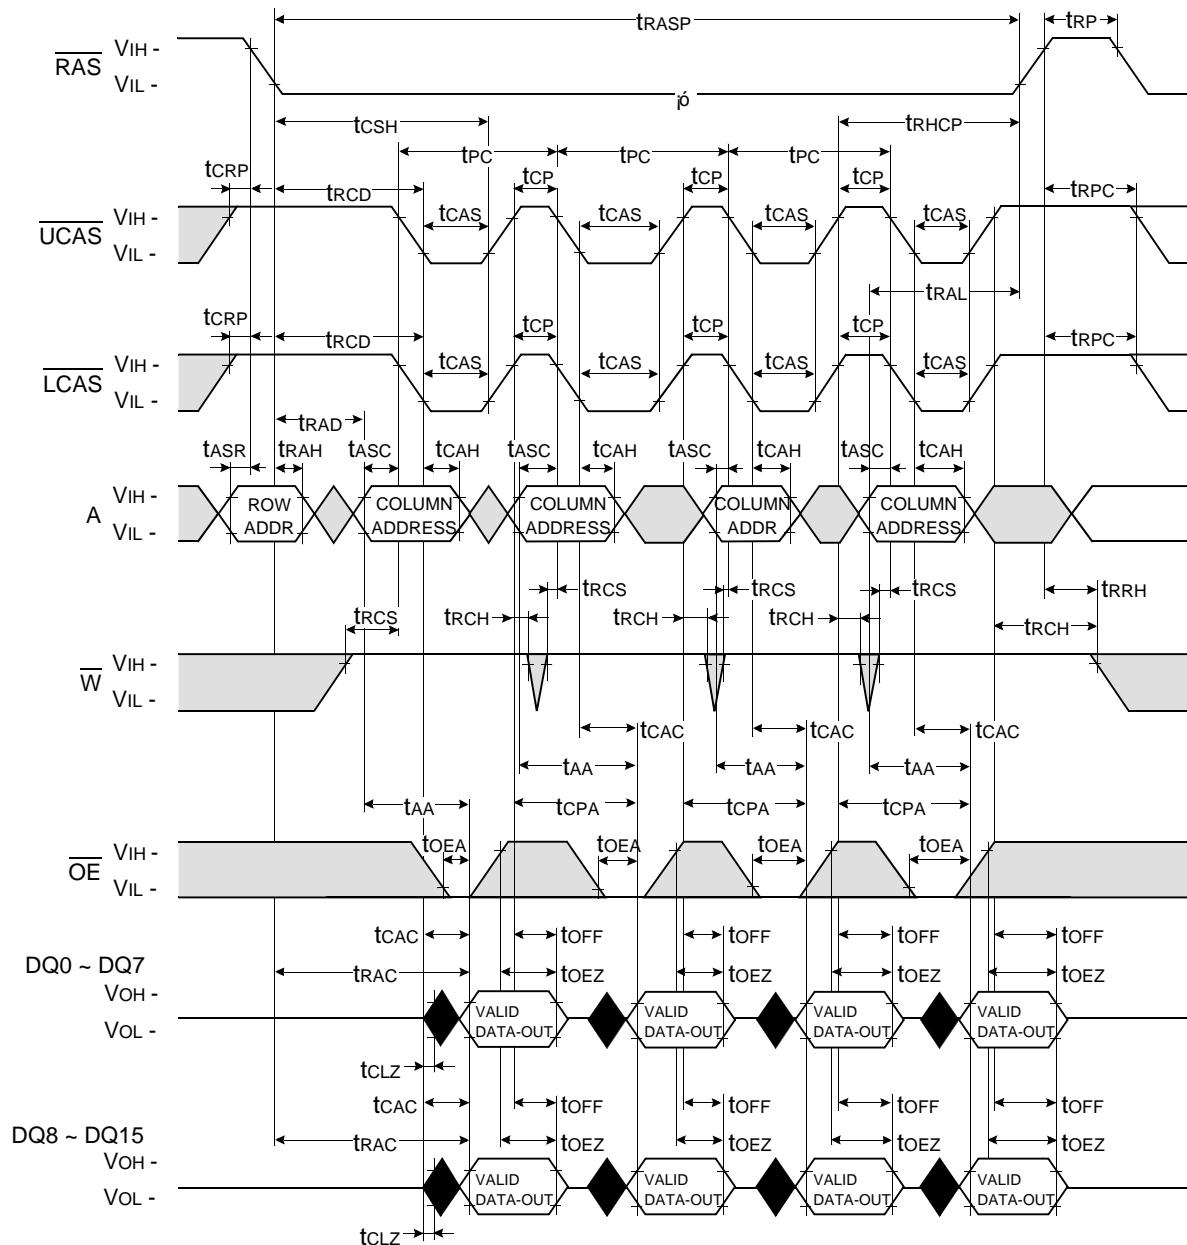 tRASP tRP
RAS VIH -
VIL -
¡ó
tCSH tRHCP
tPC tPC tPC
tCRP tCP tCP tCP
tRCD tRPC
UCAS VIH - tCAS tCAS tCAS tCAS
VIL -
tRAL
tCRP tCP tCP tCP
tRCD tRPC
LCAS VIH - tCAS tCAS tCAS tCAS
VIL -
tRAD
tASR tRAH tASC tCAH tASC tCAH tASC tCAH tASC tCAH
A VIH -
VIL -
ROW ADDR
COLUMN ADDRESS
COLUMN ADDRESS
COLUMN ADDR
COLUMN ADDRESS
tRCS tRCS tRCS tRRH
tRCS tRCH tRCH tRCH tRCH
W VIH -
VIL -
tCAC tCAC tCAC
tAA tAA tAA
tAA tCPA tCPA tCPA
tOEA tOEA tOEA tOEA
OE VIH -
VIL -
tCAC tOFF tOFF tOFF tOFF
DQ0 ~ DQ7
tRAC tOEZ tOEZ tOEZ tOEZ
VOH -
VOL -
VALID DATA-OUT
VALID DATA-OUT
VALID DATA-OUT
VALID DATA-OUT
tCLZ
tCAC tOFF tOFF tOFF tOFF
DQ8 ~ DQ15
tRAC tOEZ tOEZ tOEZ tOEZ
VOH -
VOL -
VALID DATA-OUT
VALID DATA-OUT
VALID DATA-OUT
VALID DATA-OUT
tCLZ